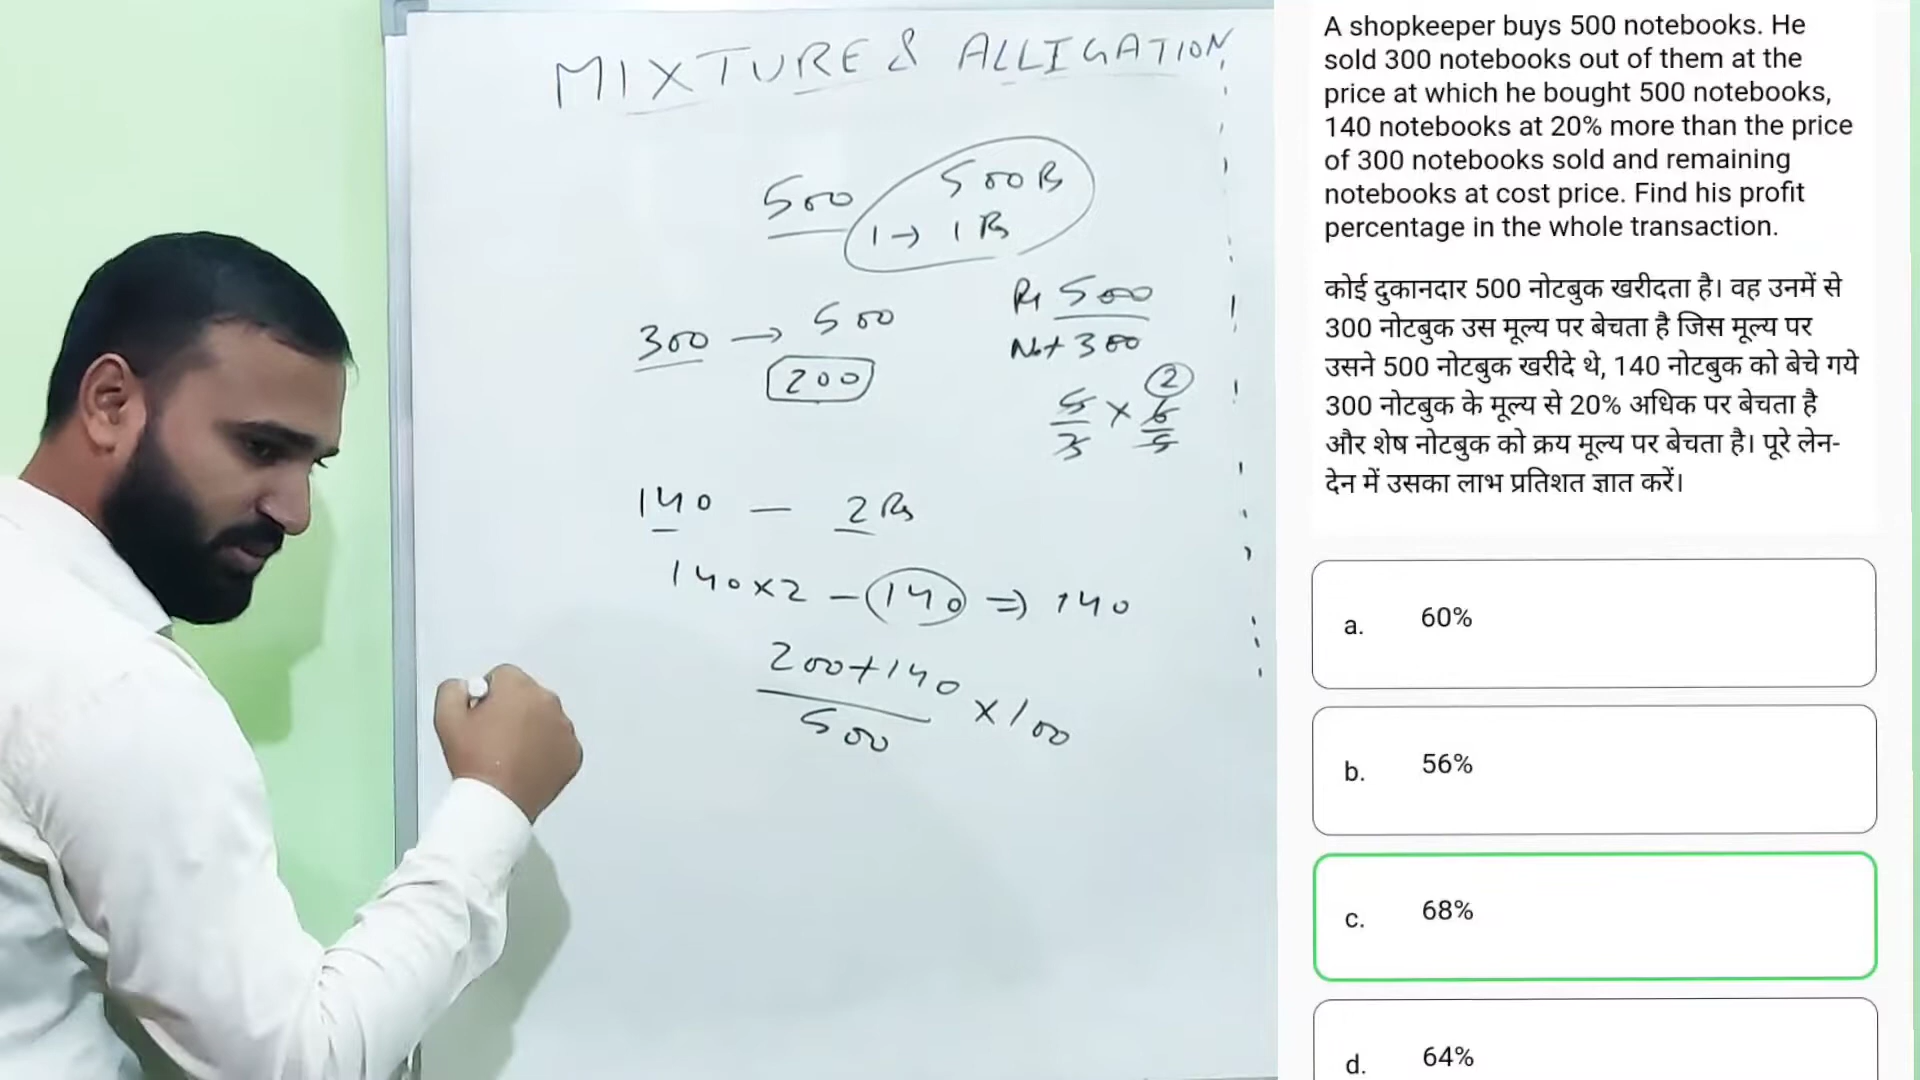 MIXTURE & ALLIGATION
500
500 Rs
1 → 1 Rs
300 → 500
200
Rs 500
Not 300
5/3 × 6/5
2
140 — 2 Rs
140×2 – 140 ⇒ 140
200+140
500
×100
A shopkeeper buys 500 notebooks. He
sold 300 notebooks out of them at the
price at which he bought 500 notebooks,
140 notebooks at 20% more than the price
of 300 notebooks sold and remaining
notebooks at cost price. Find his profit
percentage in the whole transaction.
कोई दुकानदार 500 नोटबुक खरीदता है। वह उनमें से
300 नोटबुक उस मूल्य पर बेचता है जिस मूल्य पर
उसने 500 नोटबुक खरीदे थे, 140 नोटबुक को बेचे गये
300 नोटबुक के मूल्य से 20% अधिक पर बेचता है
और शेष नोटबुक को क्रय मूल्य पर बेचता है। पूरे लेन-
देन में उसका लाभ प्रतिशत ज्ञात करें।
a. 60%
b. 56%
c. 68%
d. 64%